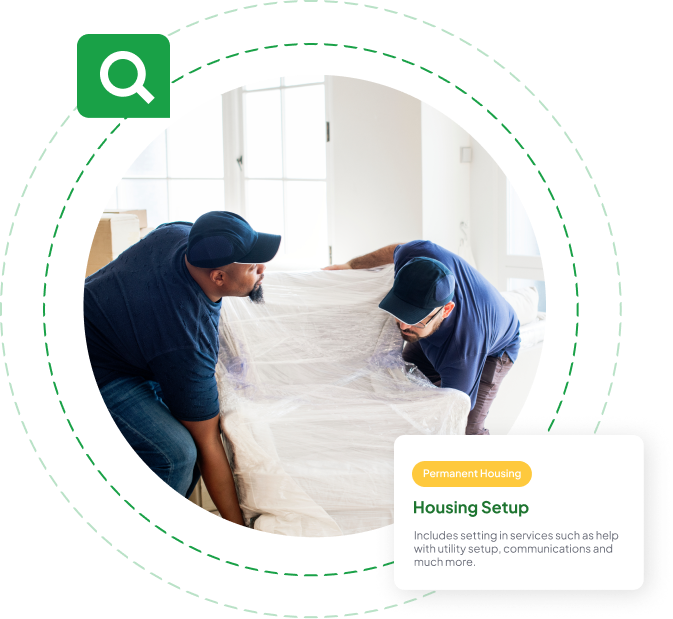 Permanent Housing
Housing Setup
Includes setting in services such as help
with utility setup, communications and
much more.